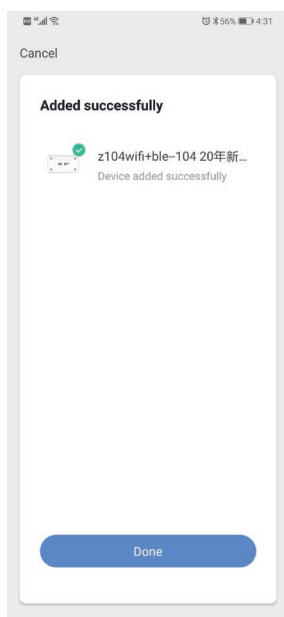 56% 4:31
Cancel
Added successfully
z104wifi+ble--104 20年新...
Device added successfully
Done